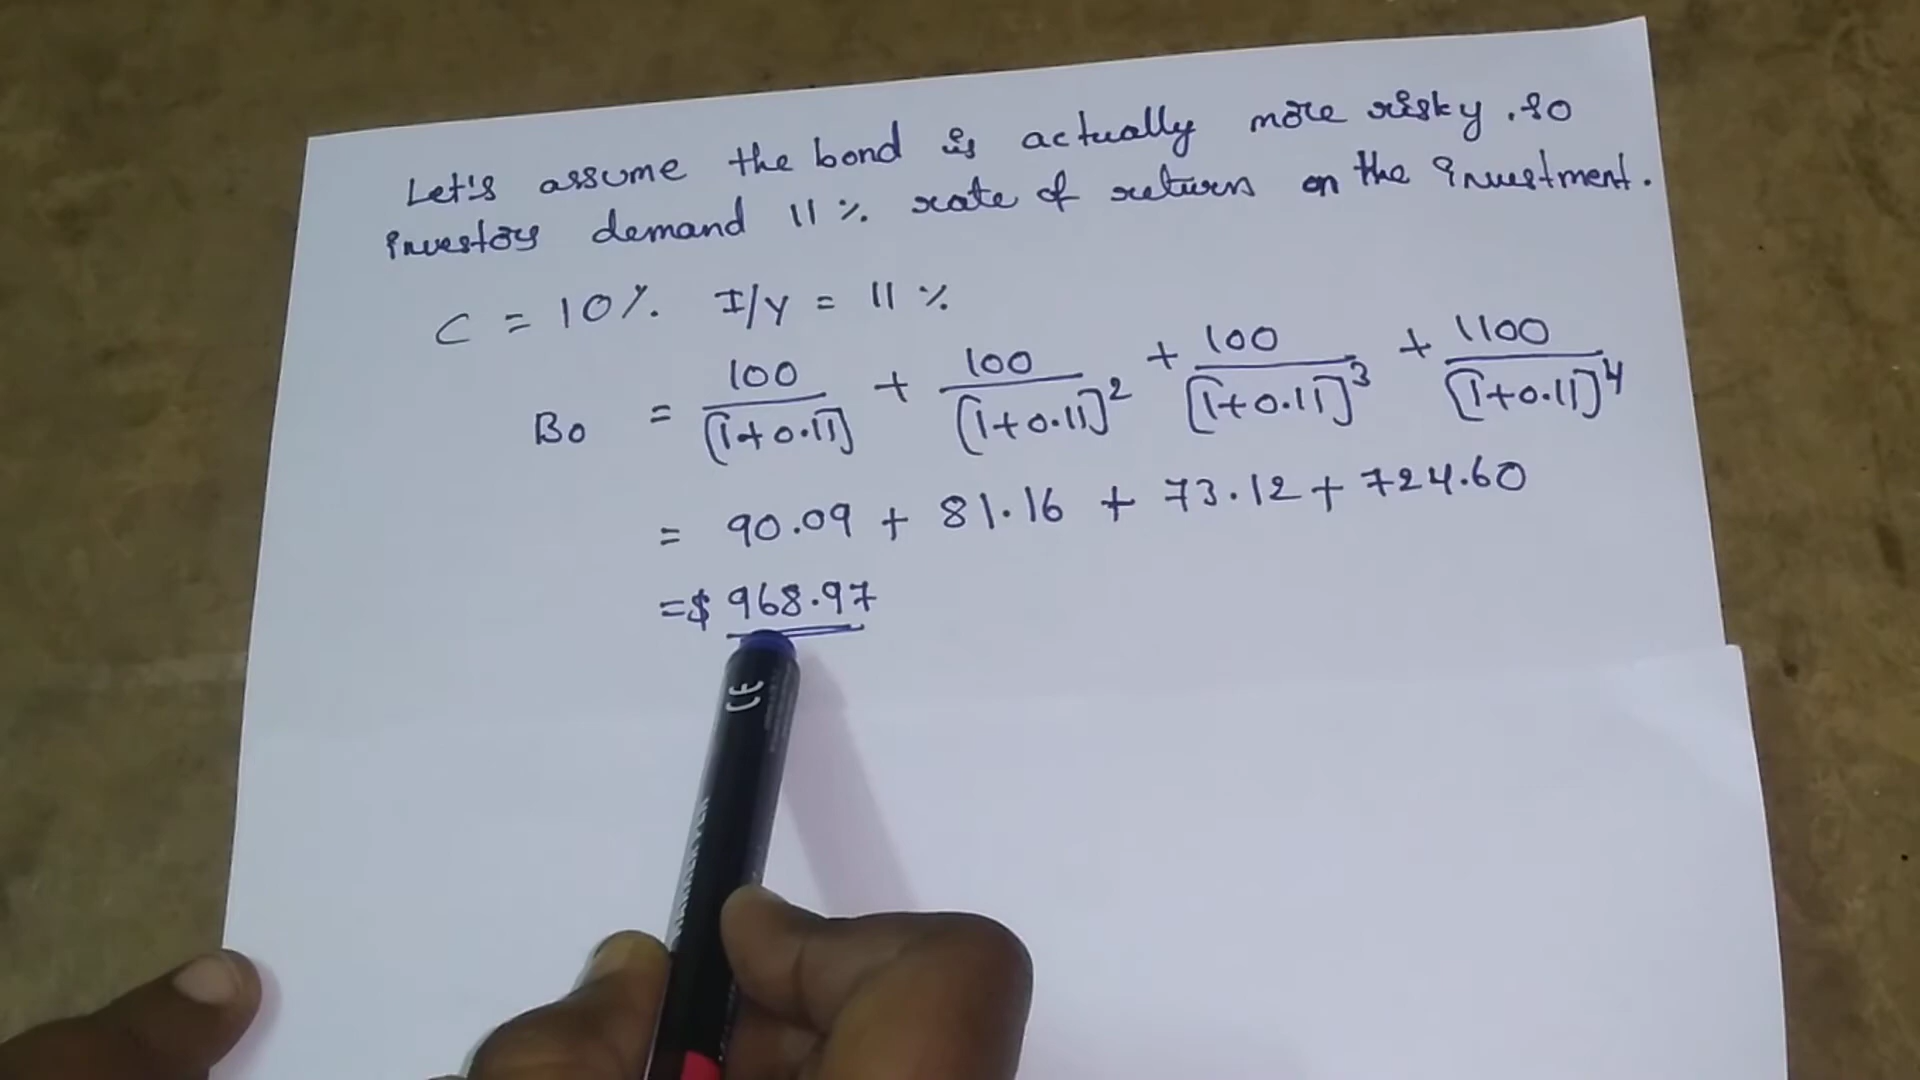 Let's assume the bond is actually more risky. So
investors demand 11% rate of return on the investment.
C = 10%. I/Y = 11%
B0 = 100/[1+0.11] + 100/[1+0.11]^2 + 100/[1+0.11]^3 + 1100/[1+0.11]^4
= 90.09 + 81.16 + 73.12 + 724.60
= $ 968.97
CE